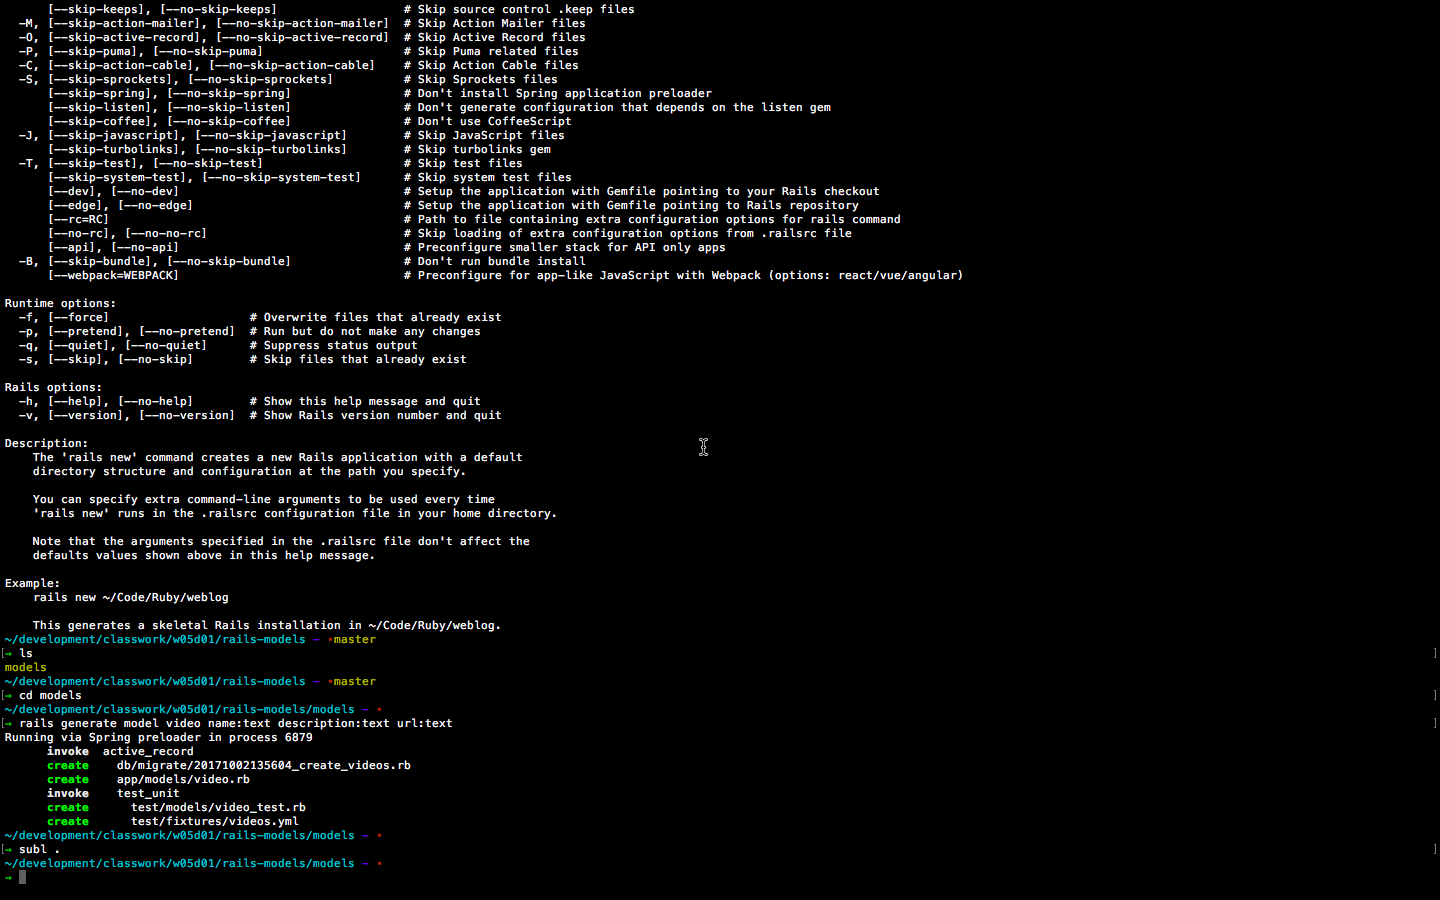 [--skip-keeps], [--no-skip-keeps] # Skip source control .keep files
-M, [--skip-action-mailer], [--no-skip-action-mailer] # Skip Action Mailer files
-O, [--skip-active-record], [--no-skip-active-record] # Skip Active Record files
-P, [--skip-puma], [--no-skip-puma] # Skip Puma related files
-C, [--skip-action-cable], [--no-skip-action-cable] # Skip Action Cable files
-S, [--skip-sprockets], [--no-skip-sprockets] # Skip Sprockets files
[--skip-spring], [--no-skip-spring] # Don't install Spring application preloader
[--skip-listen], [--no-skip-listen] # Don't generate configuration that depends on the listen gem
[--skip-coffee], [--no-skip-coffee] # Don't use CoffeeScript
-J, [--skip-javascript], [--no-skip-javascript] # Skip JavaScript files
[--skip-turbolinks], [--no-skip-turbolinks] # Skip turbolinks gem
-T, [--skip-test], [--no-skip-test] # Skip test files
[--skip-system-test], [--no-skip-system-test] # Skip system test files
[--dev], [--no-dev] # Setup the application with Gemfile pointing to your Rails checkout
[--edge], [--no-edge] # Setup the application with Gemfile pointing to Rails repository
[--rc=RC] # Path to file containing extra configuration options for rails command
[--no-rc], [--no-no-rc] # Skip loading of extra configuration options from .railsrc file
[--api], [--no-api] # Preconfigure smaller stack for API only apps
-B, [--skip-bundle], [--no-skip-bundle] # Don't run bundle install
[--webpack=WEBPACK] # Preconfigure for app-like JavaScript with Webpack (options: react/vue/angular)
Runtime options:
-f, [--force] # Overwrite files that already exist
-p, [--pretend], [--no-pretend] # Run but do not make any changes
-q, [--quiet], [--no-quiet] # Suppress status output
-s, [--skip], [--no-skip] # Skip files that already exist
Rails options:
-h, [--help], [--no-help] # Show this help message and quit
-v, [--version], [--no-version] # Show Rails version number and quit
Description:
The 'rails new' command creates a new Rails application with a default
directory structure and configuration at the path you specify.
You can specify extra command-line arguments to be used every time
'rails new' runs in the .railsrc configuration file in your home directory.
Note that the arguments specified in the .railsrc file don't affect the
defaults values shown above in this help message.
Example:
rails new ~/Code/Ruby/weblog
This generates a skeletal Rails installation in ~/Code/Ruby/weblog.
~/development/classwork/w05d01/rails-models – *master
[→ ls ]
models
~/development/classwork/w05d01/rails-models – *master
[→ cd models ]
~/development/classwork/w05d01/rails-models/models – *
[→ rails generate model video name:text description:text url:text ]
Running via Spring preloader in process 6879
invoke active_record
create db/migrate/20171002135604_create_videos.rb
create app/models/video.rb
invoke test_unit
create test/models/video_test.rb
create test/fixtures/videos.yml
~/development/classwork/w05d01/rails-models/models – *
[→ subl . ]
~/development/classwork/w05d01/rails-models/models – *
→